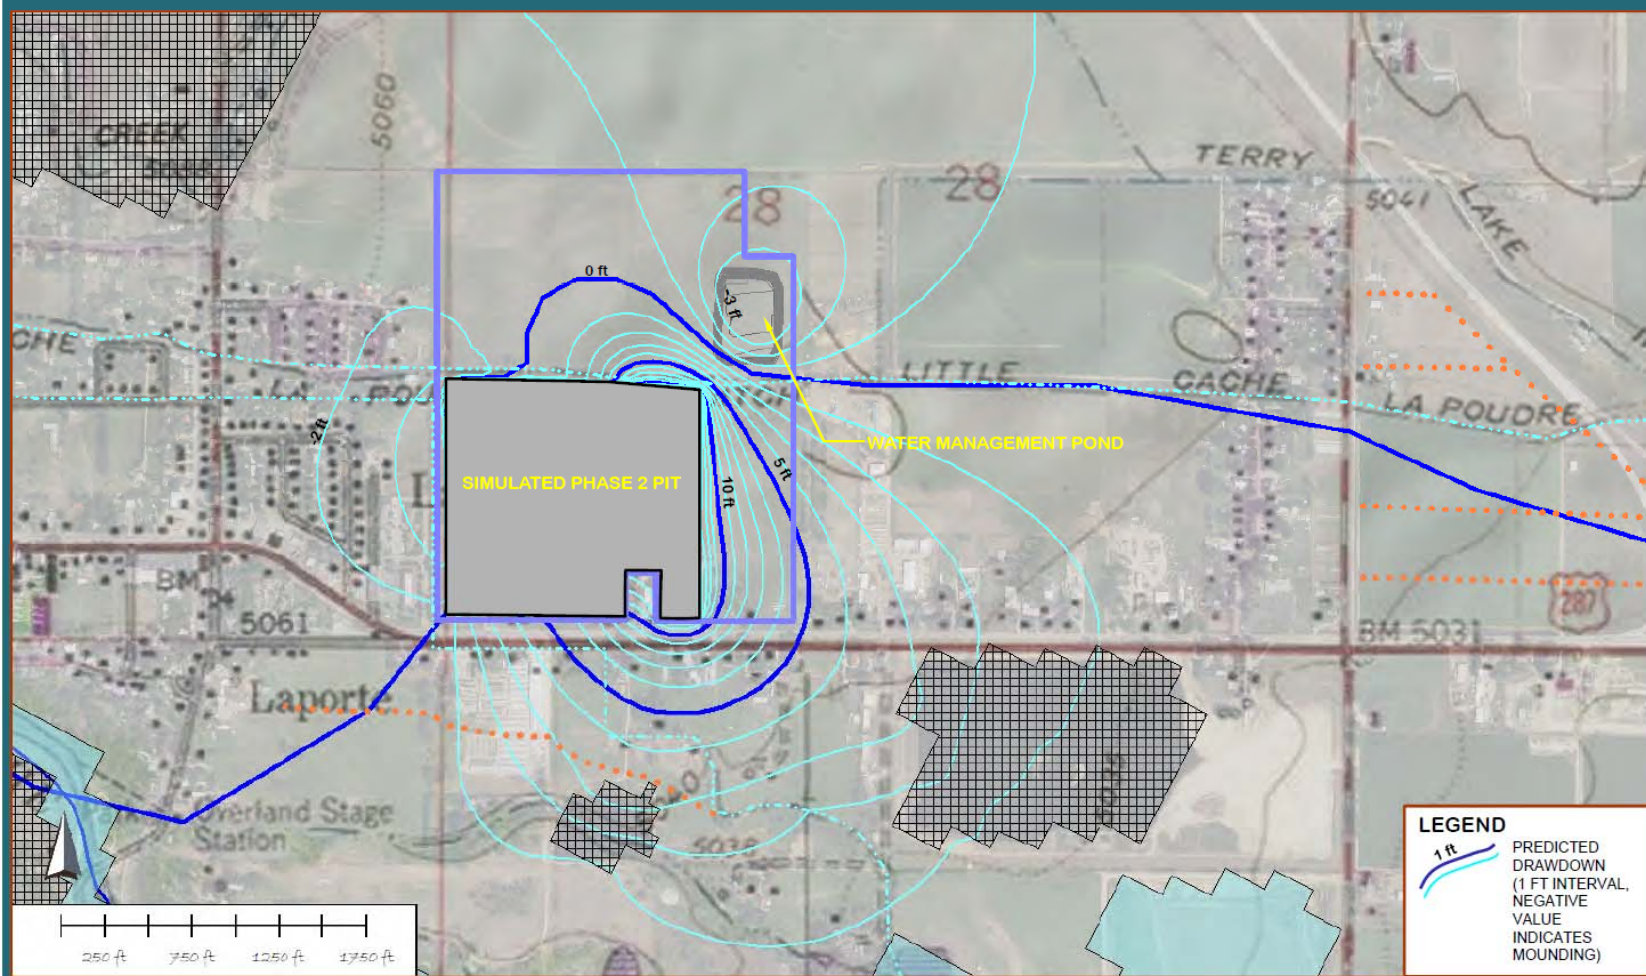 CREEK
5060
TERRY
28
28
5041
LAKE
0 ft
-3 ft
CHE
LA
LITTLE
CACHE
LA POUDRE
-2 ft
WATER MANAGEMENT POND
SIMULATED PHASE 2 PIT
5 ft
10 ft
L
BM
5061
287
BM 5031
Laporte
Overland Stage
Station
5035
LEGEND
1 ft
PREDICTED
DRAWDOWN
(1 FT INTERVAL,
NEGATIVE
VALUE
INDICATES
MOUNDING)
250 ft 750 ft 1250 ft 1750 ft